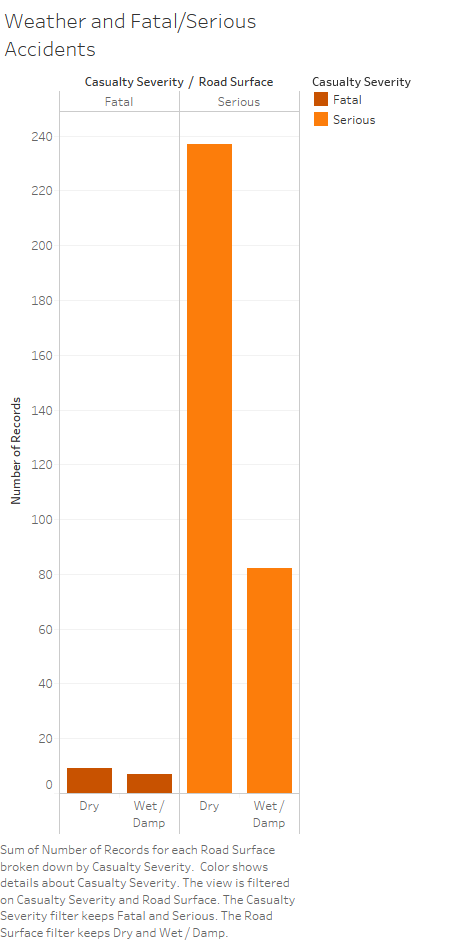 Weather and Fatal/Serious
Accidents
Casualty Severity / Road Surface
Fatal
Serious
Casualty Severity
Fatal
Serious
240
220
200
180
160
140
120
100
80
60
40
20
0
Number of Records
Dry
Wet /
Damp
Dry
Wet /
Damp
Sum of Number of Records for each Road Surface
broken down by Casualty Severity.  Color shows
details about Casualty Severity. The view is filtered
on Casualty Severity and Road Surface. The Casualty
Severity filter keeps Fatal and Serious. The Road
Surface filter keeps Dry and Wet / Damp.